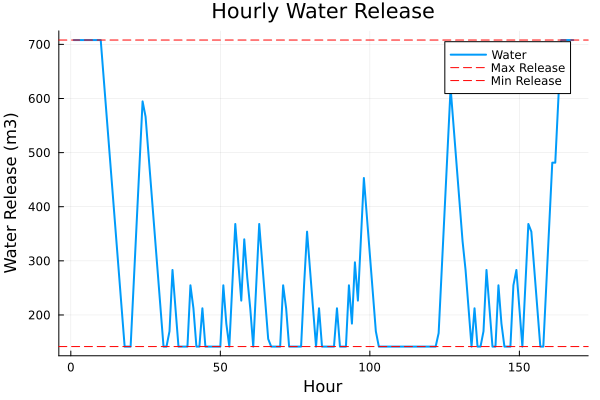 Hourly Water Release
700
600
500
400
300
200
Water Release (m3)
Water
Max Release
Min Release
0
50
100
150
Hour